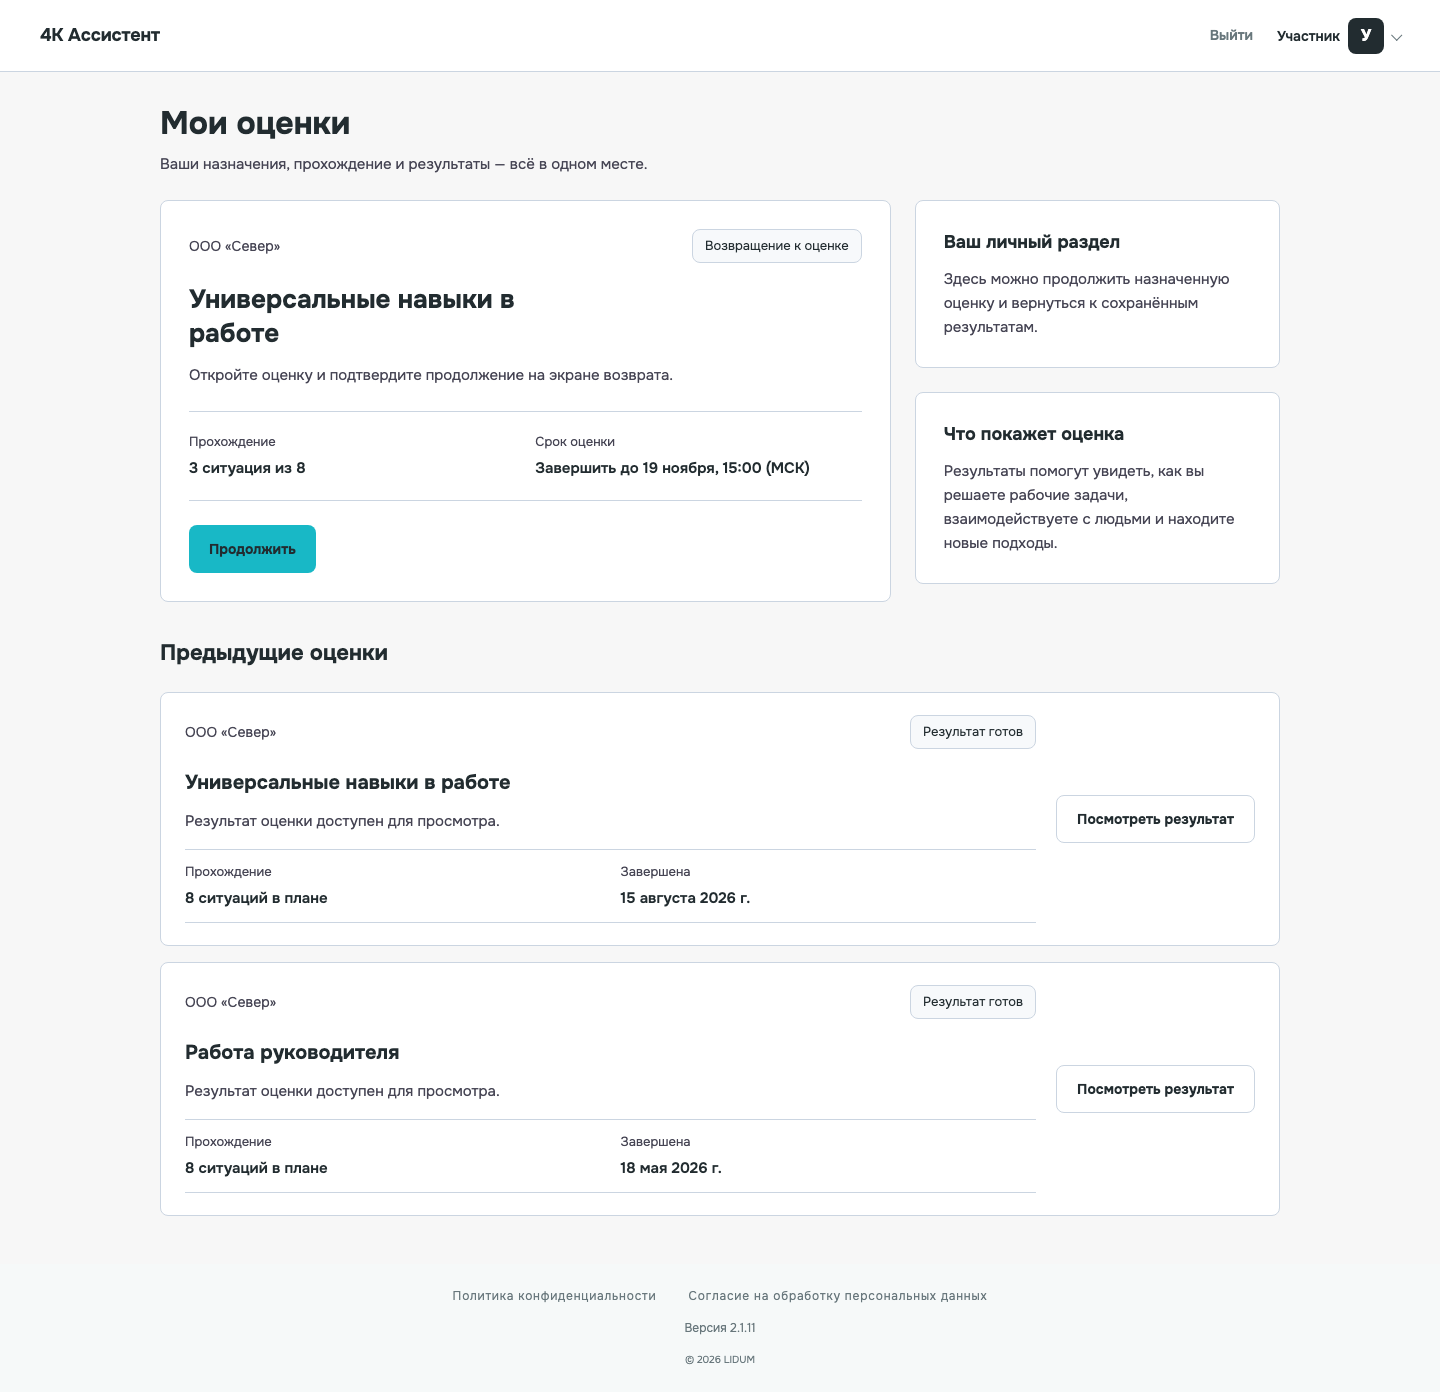 4K Ассистент
Выйти
Участник
У
Мои оценки
Ваши назначения, прохождение и результаты — всё в одном месте.
ООО «Север»
Возвращение к оценке
Универсальные навыки в
работе
Откройте оценку и подтвердите продолжение на экране возврата.
Прохождение
Срок оценки
3 ситуация из 8
Завершить до 19 ноября, 15:00 (МСК)
Продолжить
Ваш личный раздел
Здесь можно продолжить назначенную
оценку и вернуться к сохранённым
результатам.
Что покажет оценка
Результаты помогут увидеть, как вы
решаете рабочие задачи,
взаимодействуете с людьми и находите
новые подходы.
Предыдущие оценки
ООО «Север»
Результат готов
Универсальные навыки в работе
Результат оценки доступен для просмотра.
Прохождение
Завершена
8 ситуаций в плане
15 августа 2026 г.
Посмотреть результат
ООО «Север»
Результат готов
Работа руководителя
Результат оценки доступен для просмотра.
Прохождение
Завершена
8 ситуаций в плане
18 мая 2026 г.
Посмотреть результат
Политика конфиденциальности
Согласие на обработку персональных данных
Версия 2.1.11
© 2026 LIDUM